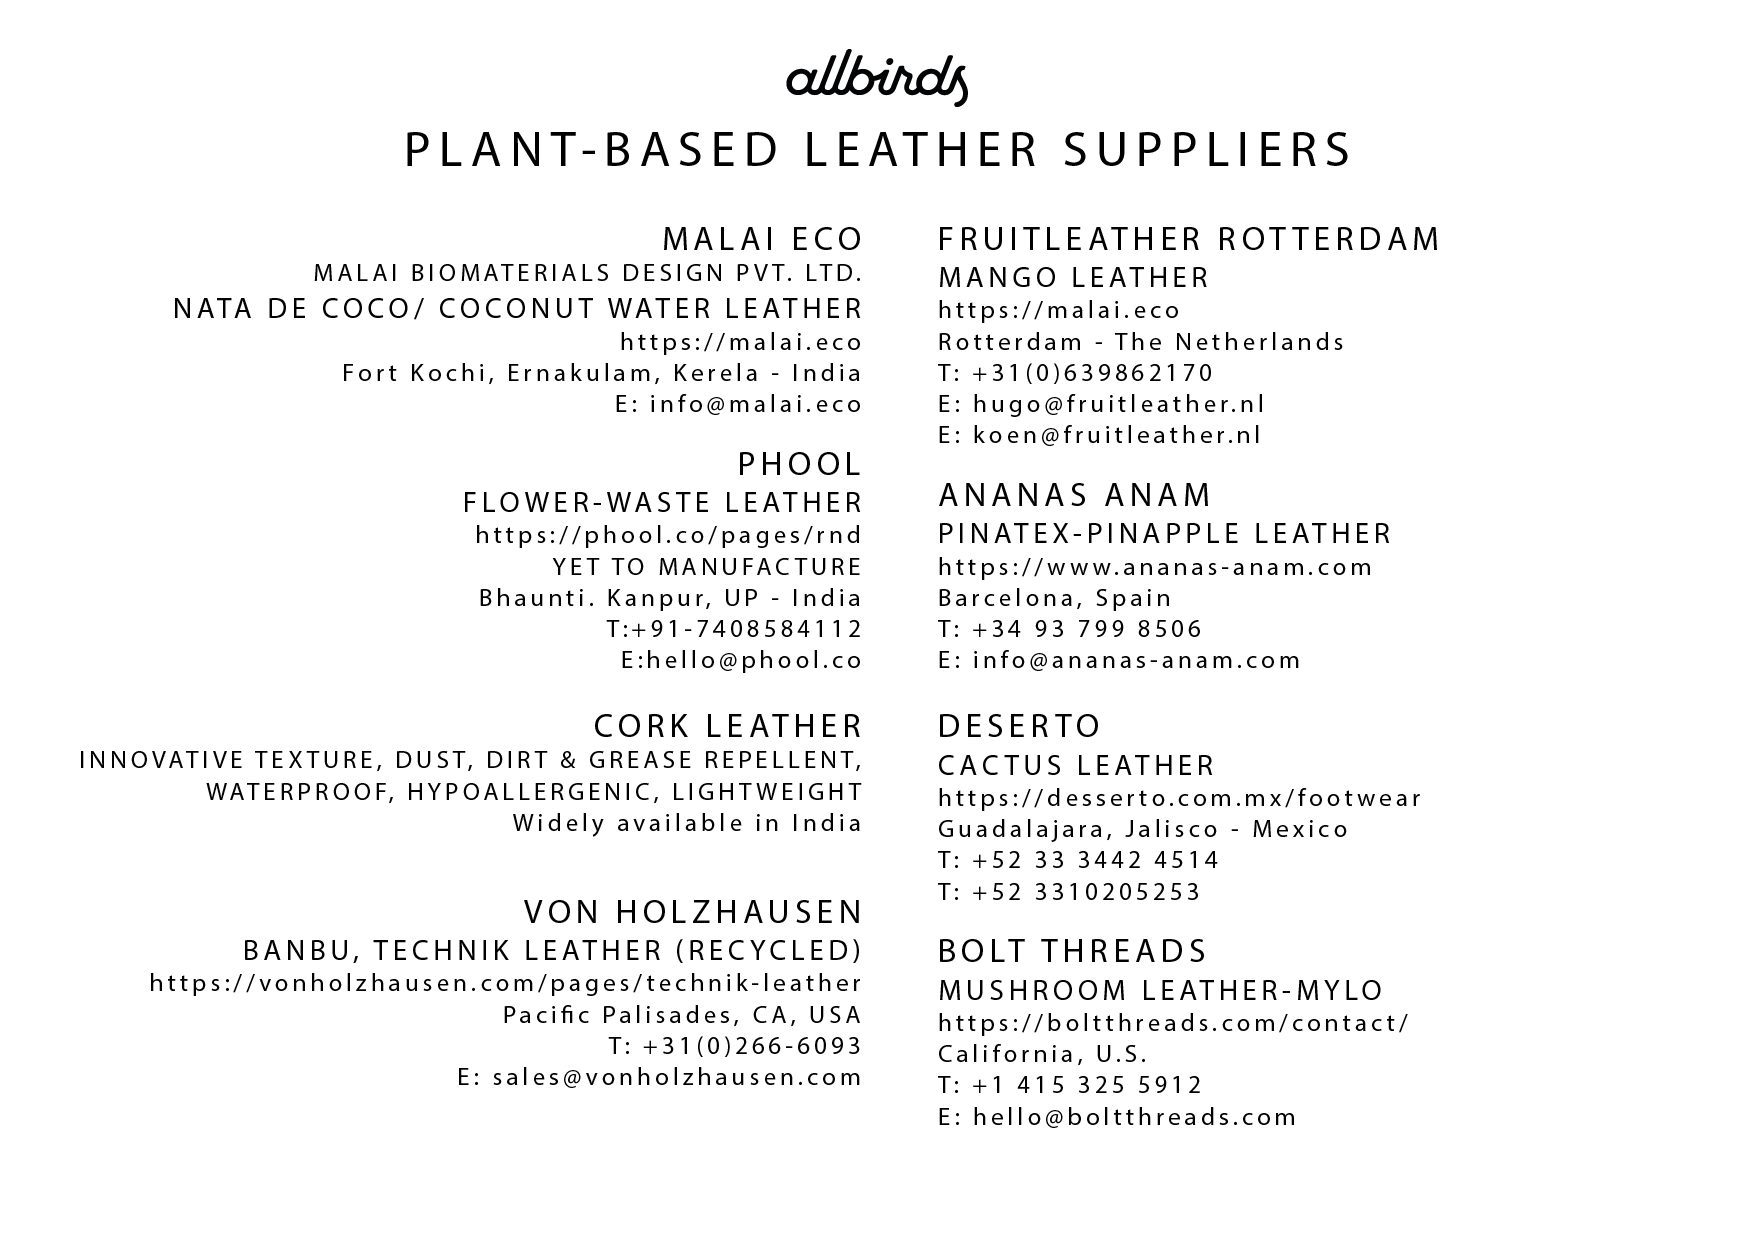 allbirds
PLANT-BASED LEATHER SUPPLIERS
MALAI ECO
MALAI BIOMATERIALS DESIGN PVT. LTD.
NATA DE COCO/ COCONUT WATER LEATHER
https://malai.eco
Fort Kochi, Ernakulam, Kerela - India
E: info@malai.eco
PHOOL
FLOWER-WASTE LEATHER
https://phool.co/pages/rnd
YET TO MANUFACTURE
Bhaunti. Kanpur, UP - India
T:+91-7408584112
E:hello@phool.co
CORK LEATHER
INNOVATIVE TEXTURE, DUST, DIRT & GREASE REPELLENT,
WATERPROOF, HYPOALLERGENIC, LIGHTWEIGHT
Widely available in India
VON HOLZHAUSEN
BANBU, TECHNIK LEATHER (RECYCLED)
https://vonholzhausen.com/pages/technik-leather
Pacific Palisades, CA, USA
T: +31(0)266-6093
E: sales@vonholzhausen.com
FRUITLEATHER ROTTERDAM
MANGO LEATHER
https://malai.eco
Rotterdam - The Netherlands
T: +31(0)639862170
E: hugo@fruitleather.nl
E: koen@fruitleather.nl
ANANAS ANAM
PINATEX-PINAPPLE LEATHER
https://www.ananas-anam.com
Barcelona, Spain
T: +34 93 799 8506
E: info@ananas-anam.com
DESERTO
CACTUS LEATHER
https://desserto.com.mx/footwear
Guadalajara, Jalisco - Mexico
T: +52 33 3442 4514
T: +52 3310205253
BOLT THREADS
MUSHROOM LEATHER-MYLO
https://boltthreads.com/contact/
California, U.S.
T: +1 415 325 5912
E: hello@boltthreads.com